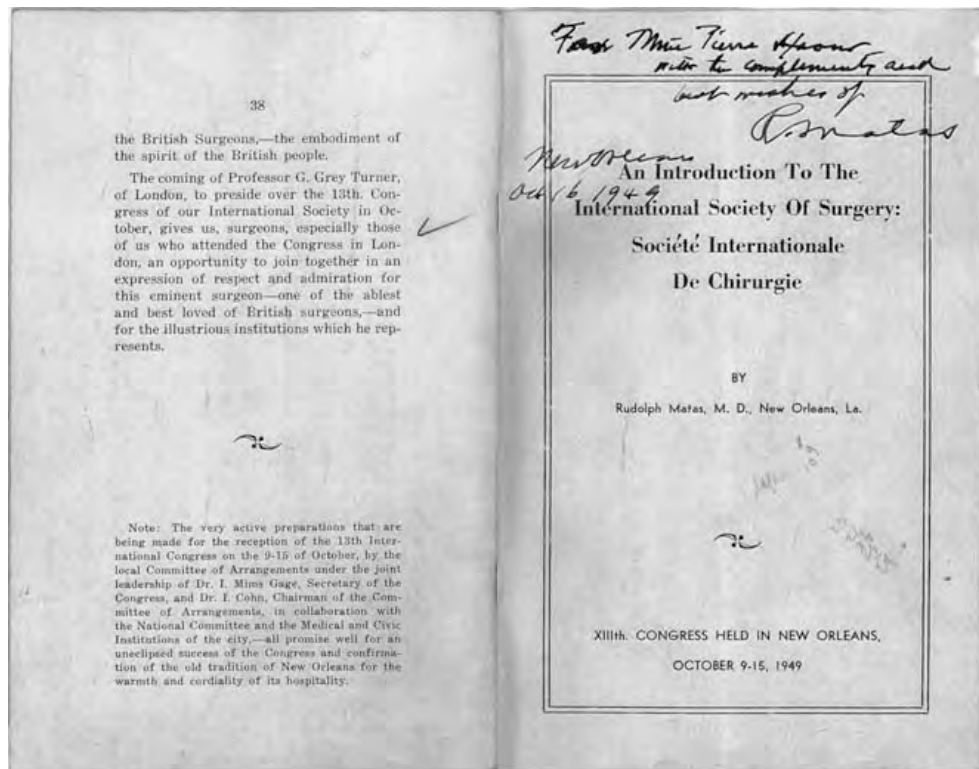 38
the British Surgeons,—the embodiment of
the spirit of the British people.
The coming of Professor G. Grey Turner,
of London, to preside over the 13th. Con-
gress of our International Society in Oc-
tober, gives us, surgeons, especially those
of us who attended the Congress in Lon-
don, an opportunity to join together in an
expression of respect and admiration for
this eminent surgeon—one of the ablest
and best loved of British surgeons,—and
for the illustrious institutions which he rep-
resents.
Note: The very active preparations that are
being made for the reception of the 13th Inter-
national Congress on the 9-15 of October, by the
local Committee of Arrangements under the joint
leadership of Dr. I. Mims Gage, Secretary of the
Congress, and Dr. I. Cohn, Chairman of the Com-
mittee of Arrangements, in collaboration with
the National Committee and the Medical and Civic
Institutions of the city,—all promise well for an
uneclipsed success of the Congress and confirma-
tion of the old tradition of New Orleans for the
warmth and cordiality of its hospitality.
Mme Pierre
with the complements and
best wishes of
R. Matas
New Orleans
Oct 16 1949
An Introduction To The
International Society Of Surgery:
Société Internationale
De Chirurgie
BY
Rudolph Matas, M. D., New Orleans, La.
XIIIth. CONGRESS HELD IN NEW ORLEANS,
OCTOBER 9-15, 1949